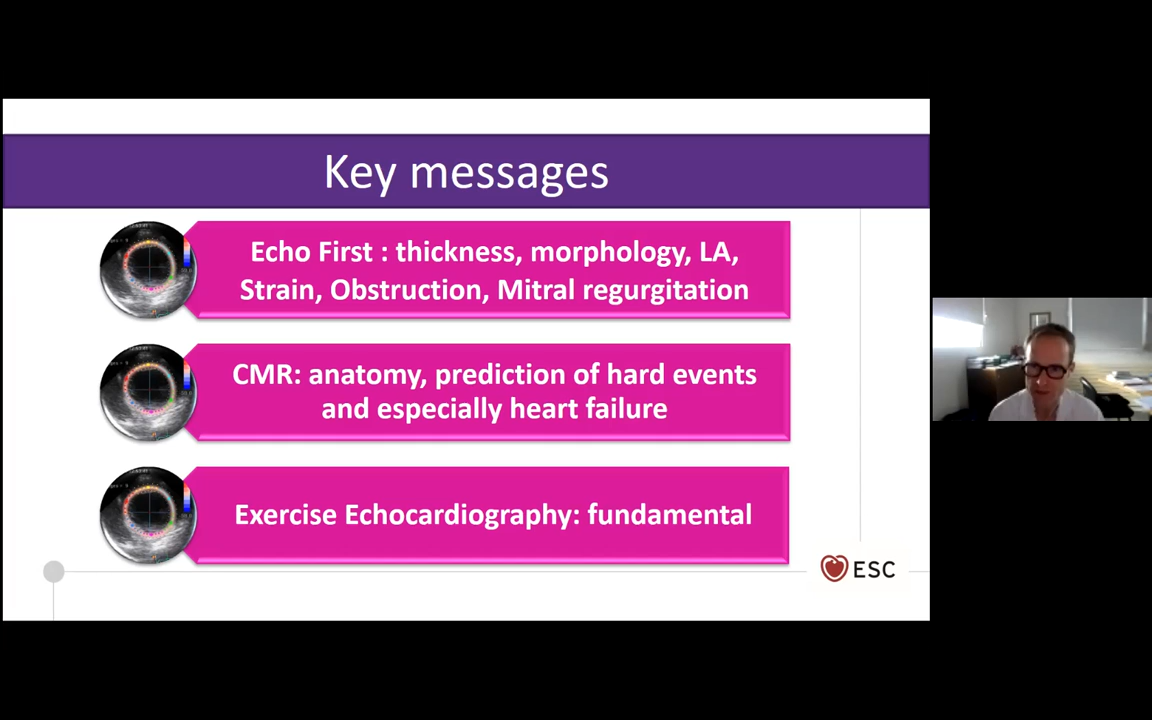 Key messages
Echo First : thickness, morphology, LA,
Strain, Obstruction, Mitral regurgitation
CMR: anatomy, prediction of hard events
and especially heart failure
Exercise Echocardiography: fundamental
ESC